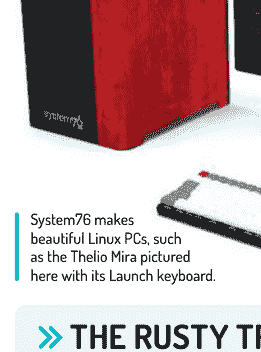 system76
System76 makes
beautiful Linux PCs, such
as the Thelio Mira pictured
here with its Launch keyboard.
» THE RUSTY